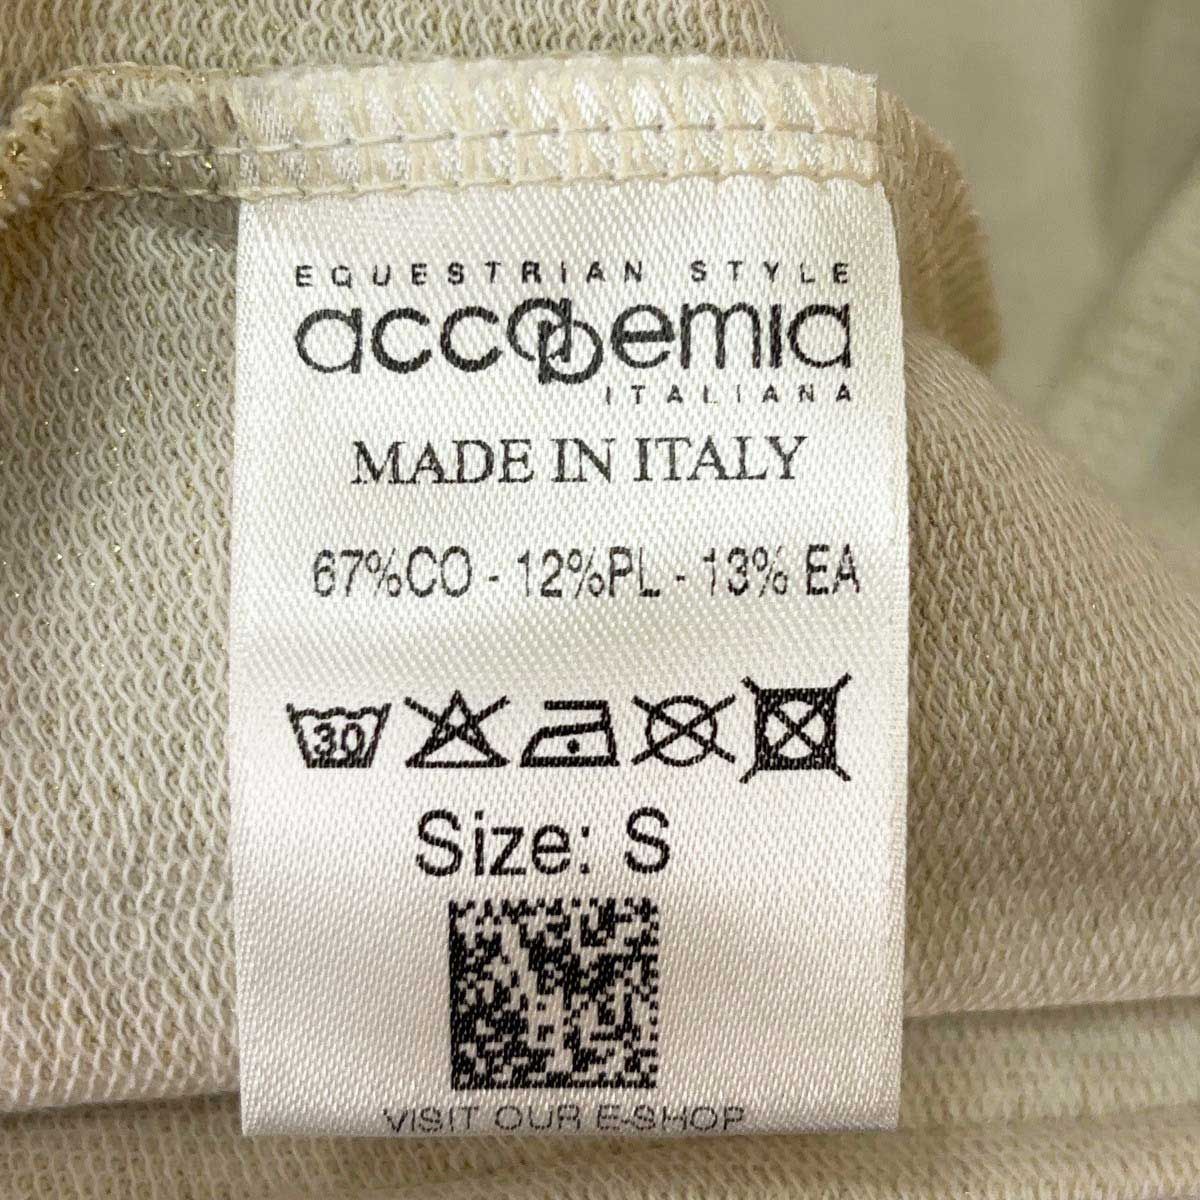 EQUESTRIAN STYLE
accademia
ITALIANA
MADE IN ITALY
67%CO - 12%PL - 13% EA
30
Size: S
VISIT OUR E-SHOP